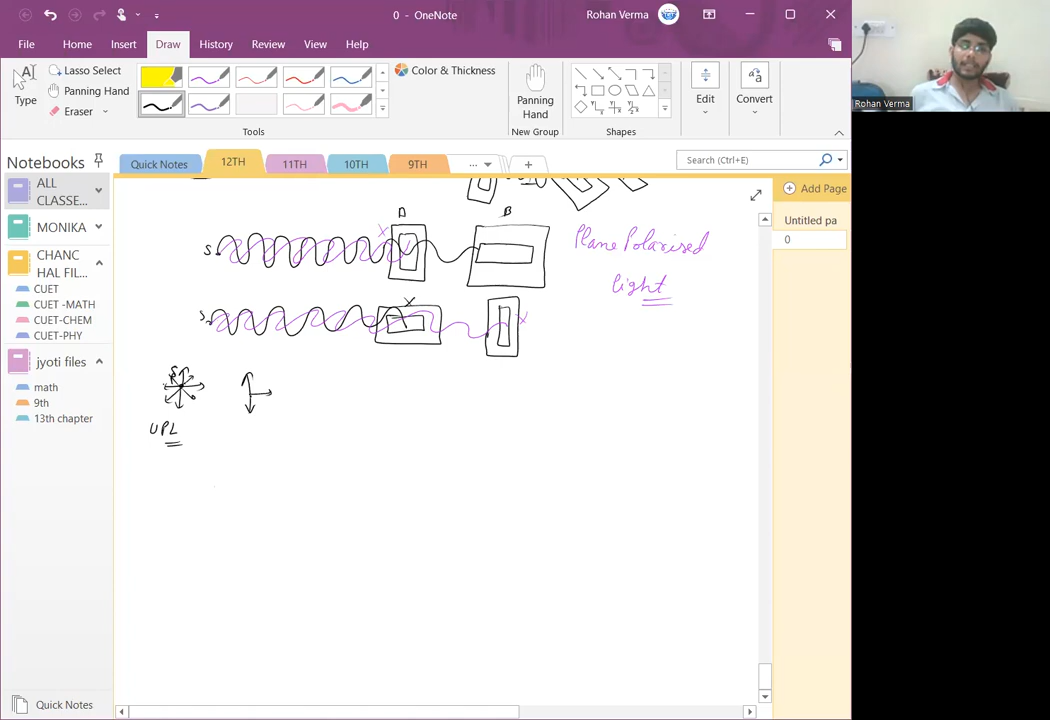 0 - OneNote
Rohan Verma
File
Home
Insert
Draw
History
Review
View
Help
A
Type
Lasso Select
Panning Hand
Eraser
Tools
Color & Thickness
Panning
Hand
New Group
Shapes
Edit
Convert
Rohan Verma
Notebooks
Quick Notes
12TH
11TH
10TH
9TH
...
+
Search (Ctrl+E)
Add Page
Untitled pa
0
ALL
CLASSE...
MONIKA
CHANC
HAL FIL...
CUET
CUET -MATH
CUET-CHEM
CUET-PHY
jyoti files
math
9th
13th chapter
Quick Notes
B
S
X
Plane Polarised
light
S
X
X
UPL